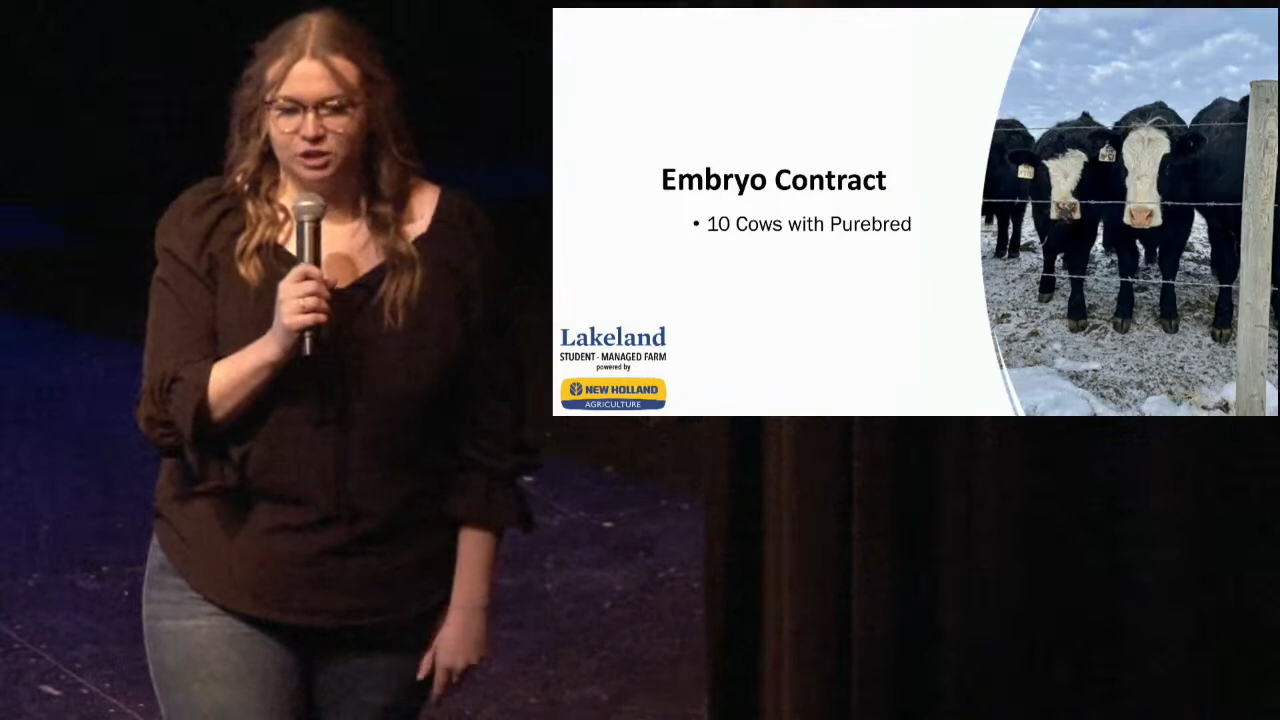 Embryo Contract
• 10 Cows with Purebred
Lakeland
STUDENT - MANAGED FARM
powered by
NEW HOLLAND
AGRICULTURE